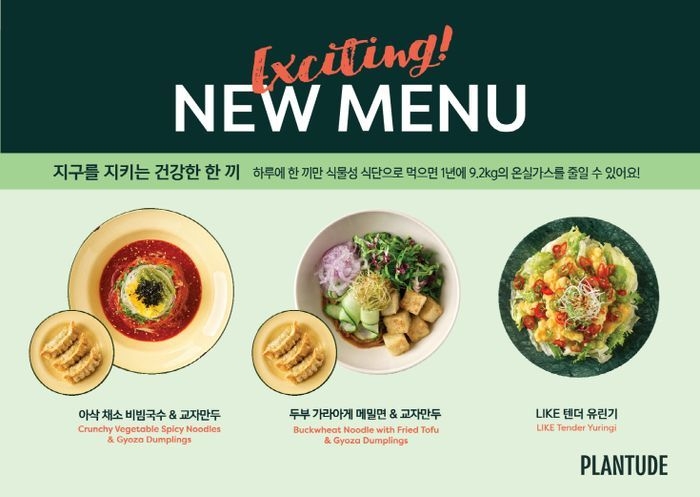 Exciting!
NEW MENU
지구를 지키는 건강한 한 끼 하루에 한 끼만 식물성 식단으로 먹으면 1년에 9.2kg의 온실가스를 줄일 수 있어요!
아삭 채소 비빔국수 & 교자만두
Crunchy Vegetable Spicy Noodles
& Gyoza Dumplings
두부 가라아게 메밀면 & 교자만두
Buckwheat Noodle with Fried Tofu
& Gyoza Dumplings
LIKE 텐더 유린기
LIKE Tender Yuringi
PLANTUDE